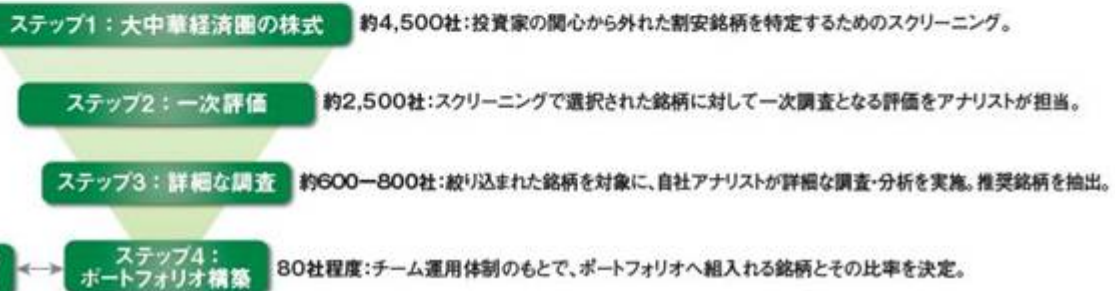 ステップ1：大中華経済圏の株式 約4,500社：投資家の関心から外れた割安銘柄を特定するためのスクリーニング。
ステップ2：一次評価 約2,500社：スクリーニングで選択された銘柄に対して一次調査となる評価をアナリストが担当。
ステップ3：詳細な調査 約600ー800社：絞り込まれた銘柄を対象に、自社アナリストが詳細な調査・分析を実施。推奨銘柄を抽出。
ステップ4：
ポートフォリオ構築 80社程度：チーム運用体制のもとで、ポートフォリオへ組入れる銘柄とその比率を決定。